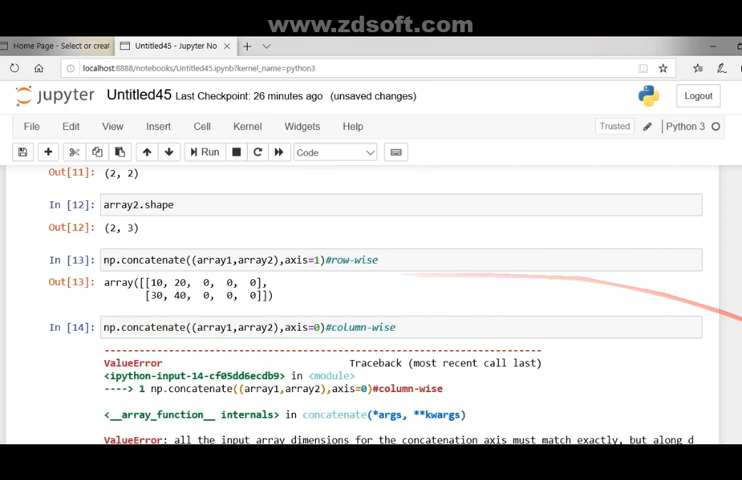 www.zdsoft.com
Home Page - Select or creat
Untitled45 - Jupyter No
localhost:8888/notebooks/Untitled45.ipynb?kernel_name=python3
jupyter Untitled45 Last Checkpoint: 26 minutes ago (unsaved changes)
Logout
File Edit View Insert Cell Kernel Widgets Help
Trusted
Python 3
Run
Code
Out[11]: (2, 2)
In [12]: array2.shape
Out[12]: (2, 3)
In [13]: np.concatenate((array1,array2),axis=1)#row-wise
Out[13]: array([[10, 20, 0, 0, 0],
[30, 40, 0, 0, 0]])
In [14]: np.concatenate((array1,array2),axis=0)#column-wise
---------------------------------------------------------------------------
ValueError Traceback (most recent call last)
<ipython-input-14-cf05dd6ecdb9> in <module>
----> 1 np.concatenate((array1,array2),axis=0)#column-wise
<__array_function__ internals> in concatenate(*args, **kwargs)
ValueError: all the input array dimensions for the concatenation axis must match exactly, but along d